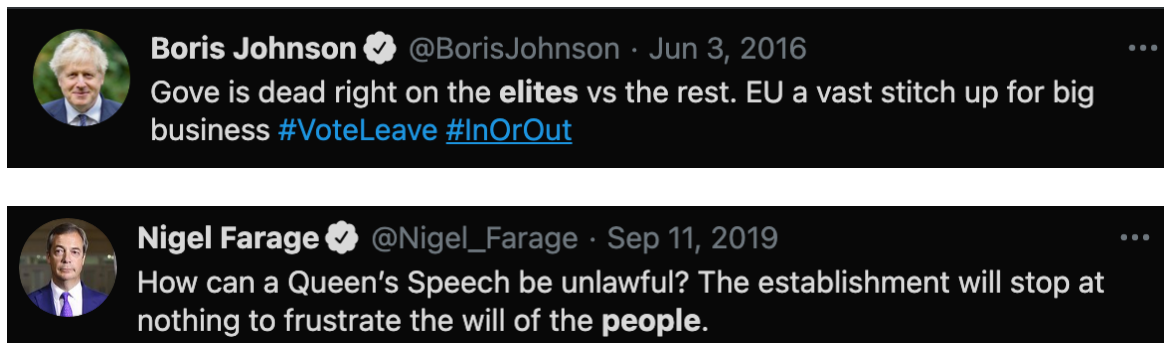 Boris Johnson @BorisJohnson · Jun 3, 2016
Gove is dead right on the elites vs the rest. EU a vast stitch up for big
business #VoteLeave #InOrOut
Nigel Farage @Nigel_Farage · Sep 11, 2019
How can a Queen’s Speech be unlawful? The establishment will stop at
nothing to frustrate the will of the people.